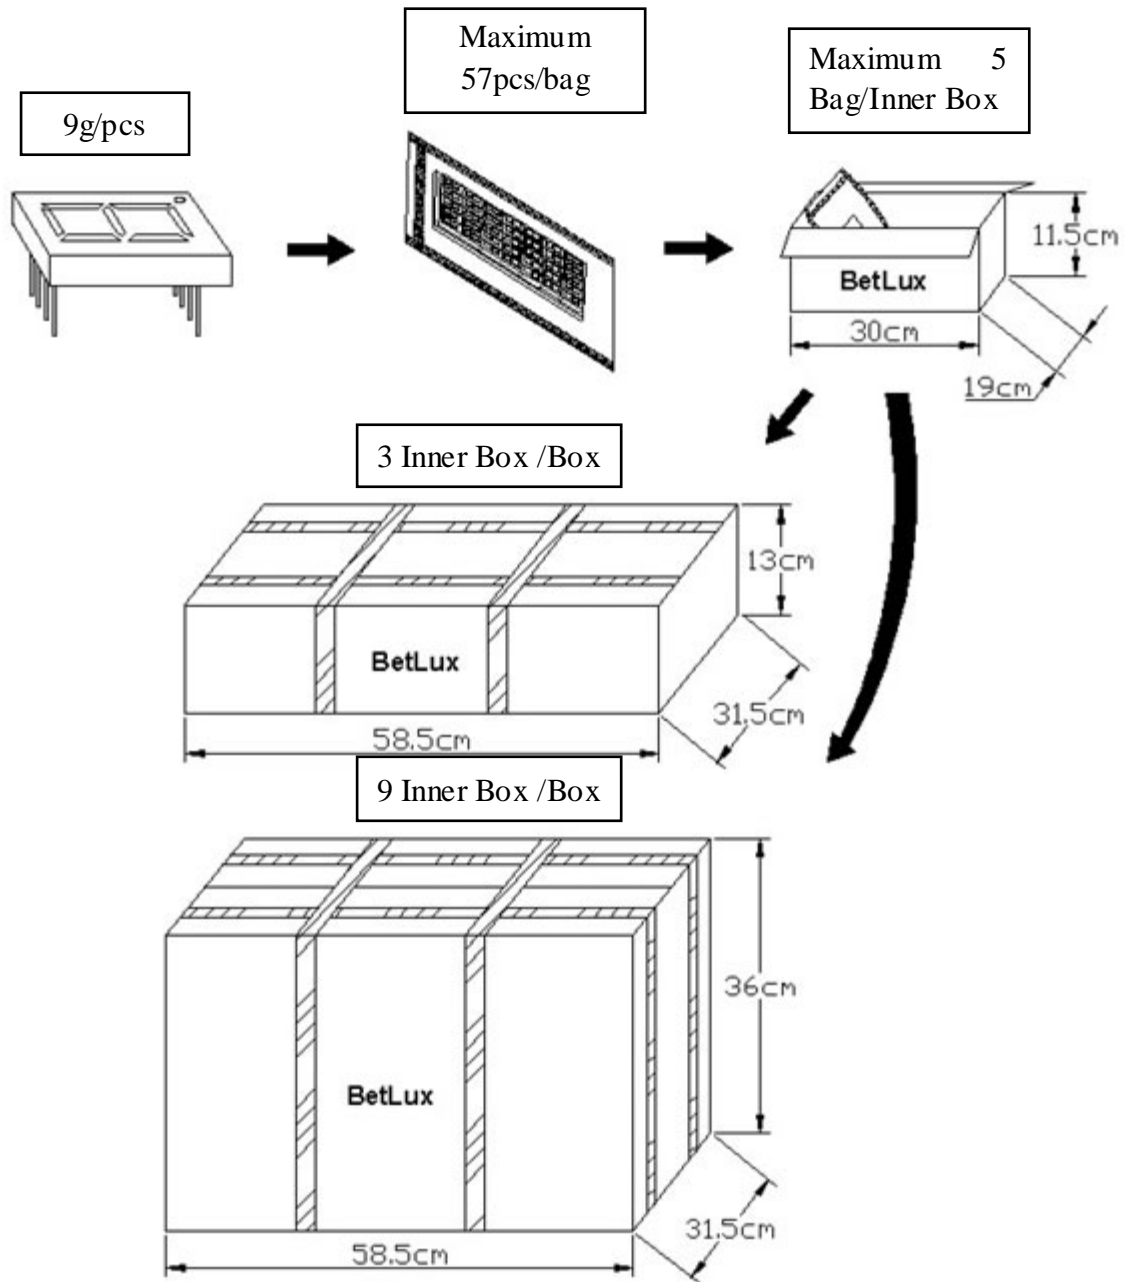 Maximum
57pcs/bag
Maximum 5
Bag/Inner Box
9g/pcs
11.5cm
BetLux
30cm
19cm
3 Inner Box /Box
13cm
BetLux
31.5cm
58.5cm
9 Inner Box /Box
36cm
BetLux
31.5cm
58.5cm